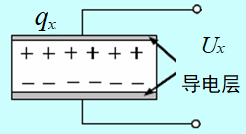 qₓ
+ + + + + +
Uₓ
导电层
— — — — — —